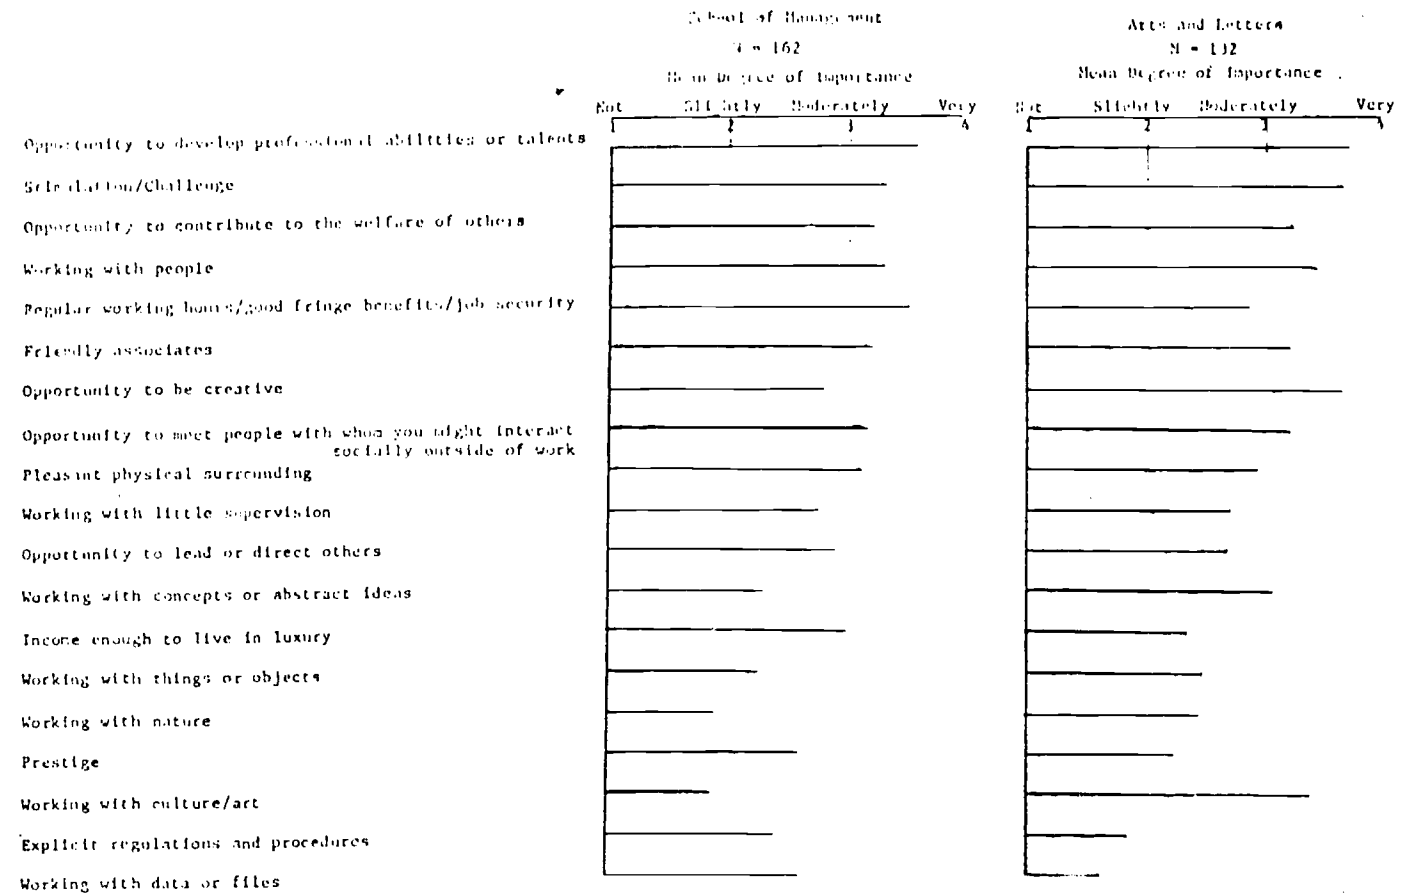 School of Management
N = 162
Mean Degree of Importance
Not Slightly Moderately Very
1 2 3 4
Arts and Letters
N = 132
Mean Degree of Importance
Not Slightly Moderately Very
1 2 3 4
Opportunity to develop professional abilities or talents
Stimulation/Challenge
Opportunity to contribute to the welfare of others
Working with people
Regular working hours/good fringe benefits/job security
Friendly associates
Opportunity to be creative
Opportunity to meet people with whom you might interact
socially outside of work
Pleasant physical surrounding
Working with little supervision
Opportunity to lead or direct others
Working with concepts or abstract ideas
Income enough to live in luxury
Working with things or objects
Working with nature
Prestige
Working with culture/art
Explicit regulations and procedures
Working with data or files